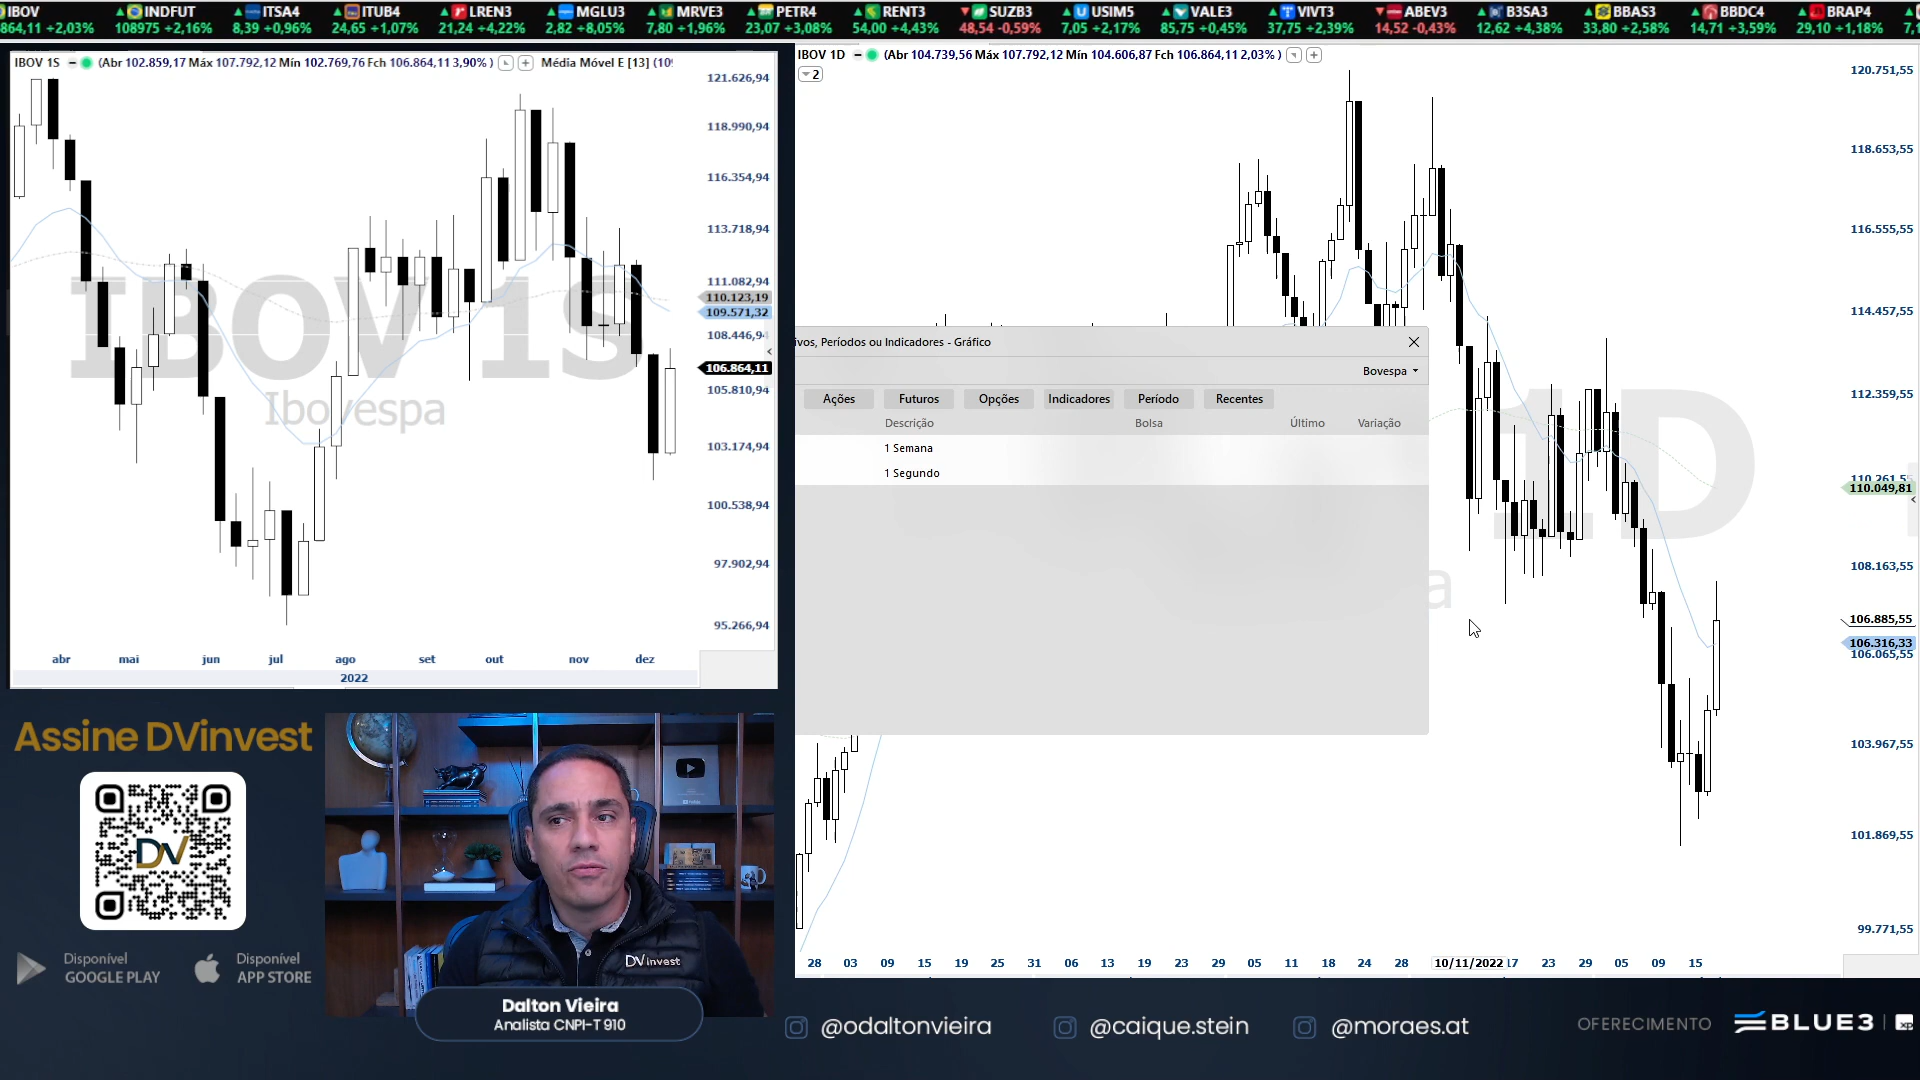 IBOV
864,11 +2,03%
INDFUT
108975 +2,16%
ITSA4
8,39 +0,96%
ITUB4
24,65 +1,07%
LREN3
21,24 +4,22%
MGLU3
2,82 +8,05%
MRVE3
7,80 +1,96%
PETR4
23,07 +3,08%
RENT3
54,00 +4,43%
SUZB3
48,54 -0,59%
USIM5
7,05 +2,17%
VALE3
85,75 +0,45%
VIVT3
37,75 +2,39%
ABEV3
14,52 -0,43%
B3SA3
12,62 +4,38%
BBAS3
33,80 +2,58%
BBDC4
14,71 +3,59%
BRAP4
29,10 +1,18%
IBOV 1S (Abr 102.859,17 Máx 107.792,12 Mín 102.769,76 Fch 106.864,11 3,90% ) Média Móvel E [13] (10
121.626,94
118.990,94
116.354,94
113.718,94
111.082,94
110.123,19
109.571,32
108.446,94
106.864,11
105.810,94
103.174,94
100.538,94
97.902,94
95.266,94
IBOV 1S
Ibovespa
abr mai jun jul ago set out nov dez
2022
IBOV 1D (Abr 104.739,56 Máx 107.792,12 Mín 104.606,87 Fch 106.864,11 2,03% )
2
120.751,55
118.653,55
116.555,55
114.457,55
112.359,55
110.261,55
110.049,81
108.163,55
106.885,55
106.316,33
106.065,55
103.967,55
101.869,55
99.771,55
1D
a
ivos, Períodos ou Indicadores - Gráfico
Bovespa
Ações Futuros Opções Indicadores Período Recentes
Descrição Bolsa Último Variação
1 Semana
1 Segundo
28 03 09 15 19 25 31 06 13 19 23 29 05 11 18 24 28 10/11/2022 17 23 29 05 09 15
Assine DVinvest
DV
Disponível
GOOGLE PLAY
Disponível
APP STORE
DVinvest
Dalton Vieira
Analista CNPI-T 910
@odaltonvieira
@caique.stein
@moraes.at
OFERECIMENTO
BLUE3
xp